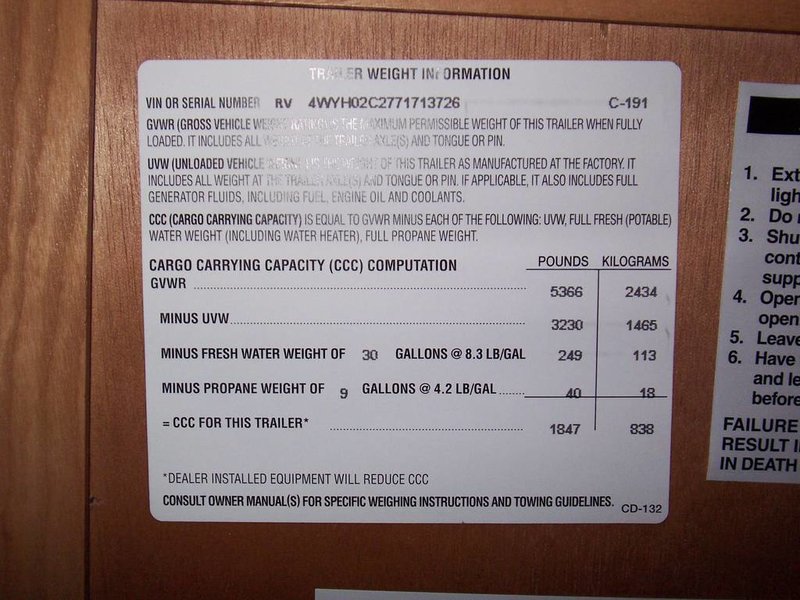 TRAILER WEIGHT INFORMATION
VIN OR SERIAL NUMBER RV 4WYH02C2771713726 C-191
GVWR (GROSS VEHICLE WEIGHT RATING) IS THE MAXIMUM PERMISSIBLE WEIGHT OF THIS TRAILER WHEN FULLY
LOADED. IT INCLUDES ALL WEIGHT AT THE TRAILER AXLE(S) AND TONGUE OR PIN.
UVW (UNLOADED VEHICLE WEIGHT) IS THE WEIGHT OF THIS TRAILER AS MANUFACTURED AT THE FACTORY. IT
INCLUDES ALL WEIGHT AT THE TRAILER AXLE(S) AND TONGUE OR PIN. IF APPLICABLE, IT ALSO INCLUDES FULL
GENERATOR FLUIDS, INCLUDING FUEL, ENGINE OIL AND COOLANTS.
CCC (CARGO CARRYING CAPACITY) IS EQUAL TO GVWR MINUS EACH OF THE FOLLOWING: UVW, FULL FRESH (POTABLE)
WATER WEIGHT (INCLUDING WATER HEATER), FULL PROPANE WEIGHT.
CARGO CARRYING CAPACITY (CCC) COMPUTATION POUNDS KILOGRAMS
GVWR 5366 2434
MINUS UVW 3230 1465
MINUS FRESH WATER WEIGHT OF 30 GALLONS @ 8.3 LB/GAL 249 113
MINUS PROPANE WEIGHT OF 9 GALLONS @ 4.2 LB/GAL 40 18
= CCC FOR THIS TRAILER* 1847 838
*DEALER INSTALLED EQUIPMENT WILL REDUCE CCC
CONSULT OWNER MANUAL(S) FOR SPECIFIC WEIGHING INSTRUCTIONS AND TOWING GUIDELINES. CD-132
1. Ext
ligh
2. Do
3. Shu
cont
supp
4. Open
open
5. Leave
6. Have
and le
before
FAILURE
RESULT I
IN DEATH